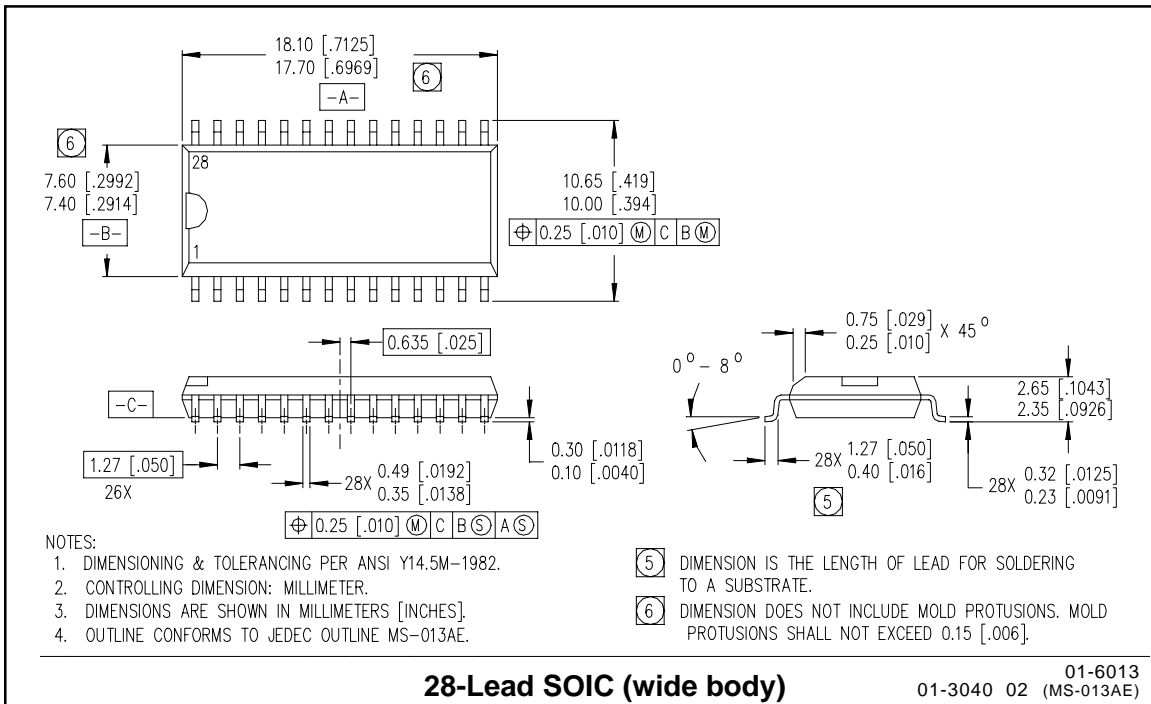 18.10 [.7125]
17.70 [.6969]
6
-A-
6
28
7.60 [.2992]
7.40 [.2914]
-B-
1
10.65 [.419]
10.00 [.394]
⌖ 0.25 [.010] Ⓜ C B Ⓜ
0.635 [.025]
-C-
0.30 [.0118]
0.10 [.0040]
1.27 [.050]
26X
28X 0.49 [.0192]
0.35 [.0138]
⌖ 0.25 [.010] Ⓜ C B Ⓢ A Ⓢ
0.75 [.029]
0.25 [.010] X 45°
0° – 8°
2.65 [.1043]
2.35 [.0926]
28X 1.27 [.050]
0.40 [.016]
5
28X 0.32 [.0125]
0.23 [.0091]
NOTES:
1. DIMENSIONING & TOLERANCING PER ANSI Y14.5M-1982.
2. CONTROLLING DIMENSION: MILLIMETER.
3. DIMENSIONS ARE SHOWN IN MILLIMETERS [INCHES].
4. OUTLINE CONFORMS TO JEDEC OUTLINE MS-013AE.
5 DIMENSION IS THE LENGTH OF LEAD FOR SOLDERING
TO A SUBSTRATE.
6 DIMENSION DOES NOT INCLUDE MOLD PROTUSIONS. MOLD
PROTUSIONS SHALL NOT EXCEED 0.15 [.006].
28-Lead SOIC (wide body)
01-6013
01-3040 02 (MS-013AE)